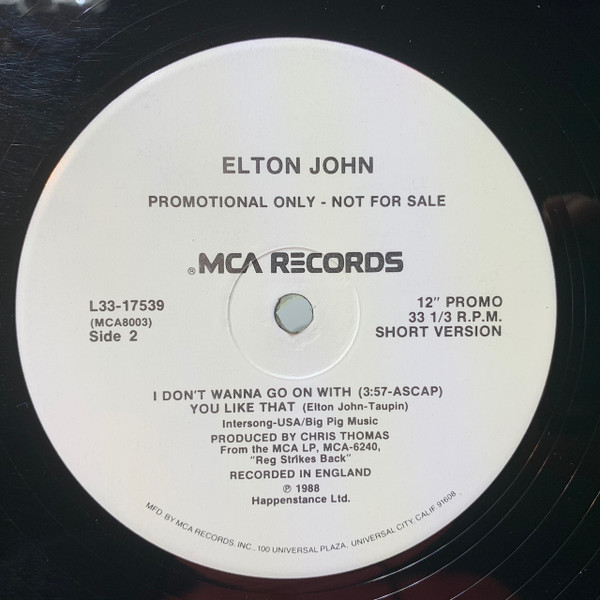 ELTON JOHN
PROMOTIONAL ONLY - NOT FOR SALE
®MCA RECORDS
L33-17539
(MCA8003)
Side 2
12" PROMO
33 1/3 R.P.M.
SHORT VERSION
I DON'T WANNA GO ON WITH (3:57-ASCAP)
YOU LIKE THAT (Elton John-Taupin)
Intersong-USA/Big Pig Music
PRODUCED BY CHRIS THOMAS
From the MCA LP, MCA-6240,
"Reg Strikes Back"
RECORDED IN ENGLAND
℗ 1988
Happenstance Ltd.
MFD. BY MCA RECORDS, INC., 100 UNIVERSAL PLAZA, UNIVERSAL CITY, CALIF 91608